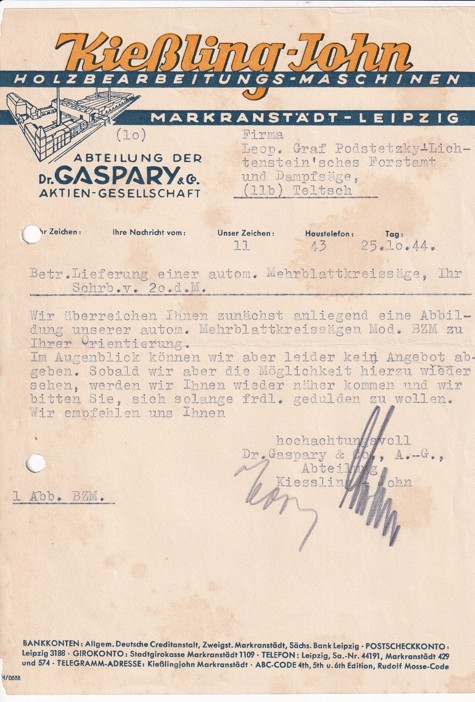 Kießling-John
HOLZBEARBEITUNGS-MASCHINEN
MARKRANSTÄDT-LEIPZIG
(10)
ABTEILUNG DER
Dr. GASPARY & Co.
AKTIEN-GESELLSCHAFT
Firma
Leop. Graf Podstetzky-Lich-
tenstein'sches Forstamt
und Dampfsäge,
(11b) Teltsch
Ihr Zeichen: Ihre Nachricht vom: Unser Zeichen: Haustelefon: Tag:
11 43 25.10.44.
Betr.Lieferung einer autom. Mehrblattkreissäge, Ihr
Schrb.v. 2o.d.M.
Wir überreichen Ihnen zunächst anliegend eine Abbil-
dung unserer autom. Mehrblattkreissägen Mod. BZM zu
Ihrer Orientierung.
Im Augenblick können wir aber leider kein Angebot ab-
geben. Sobald wir aber die Möglichkeit hierzu wieder
sehen, werden wir Ihnen wieder näher kommen und wir
bitten Sie, sich solange frdl. gedulden zu wollen.
Wir empfehlen uns Ihnen
hochachtungsvoll
Dr.Gaspary & Co., A.-G.,
Abteilung
Kiessling-John
1 Abb. BZM.
BANKKONTEN: Allgem. Deutsche Creditanstalt, Zweigst. Markranstädt, Sächs. Bank Leipzig · POSTSCHECKKONTO:
Leipzig 3188 · GIROKONTO: Stadtgirokasse Markranstädt 1109 · TELEFON: Leipzig, Sa.-Nr. 44191, Markranstädt 429
und 574 · TELEGRAMM-ADRESSE: Kießlingjohn Markranstädt · ABC-CODE 4th, 5th u. 6th Edition, Rudolf Mosse-Code